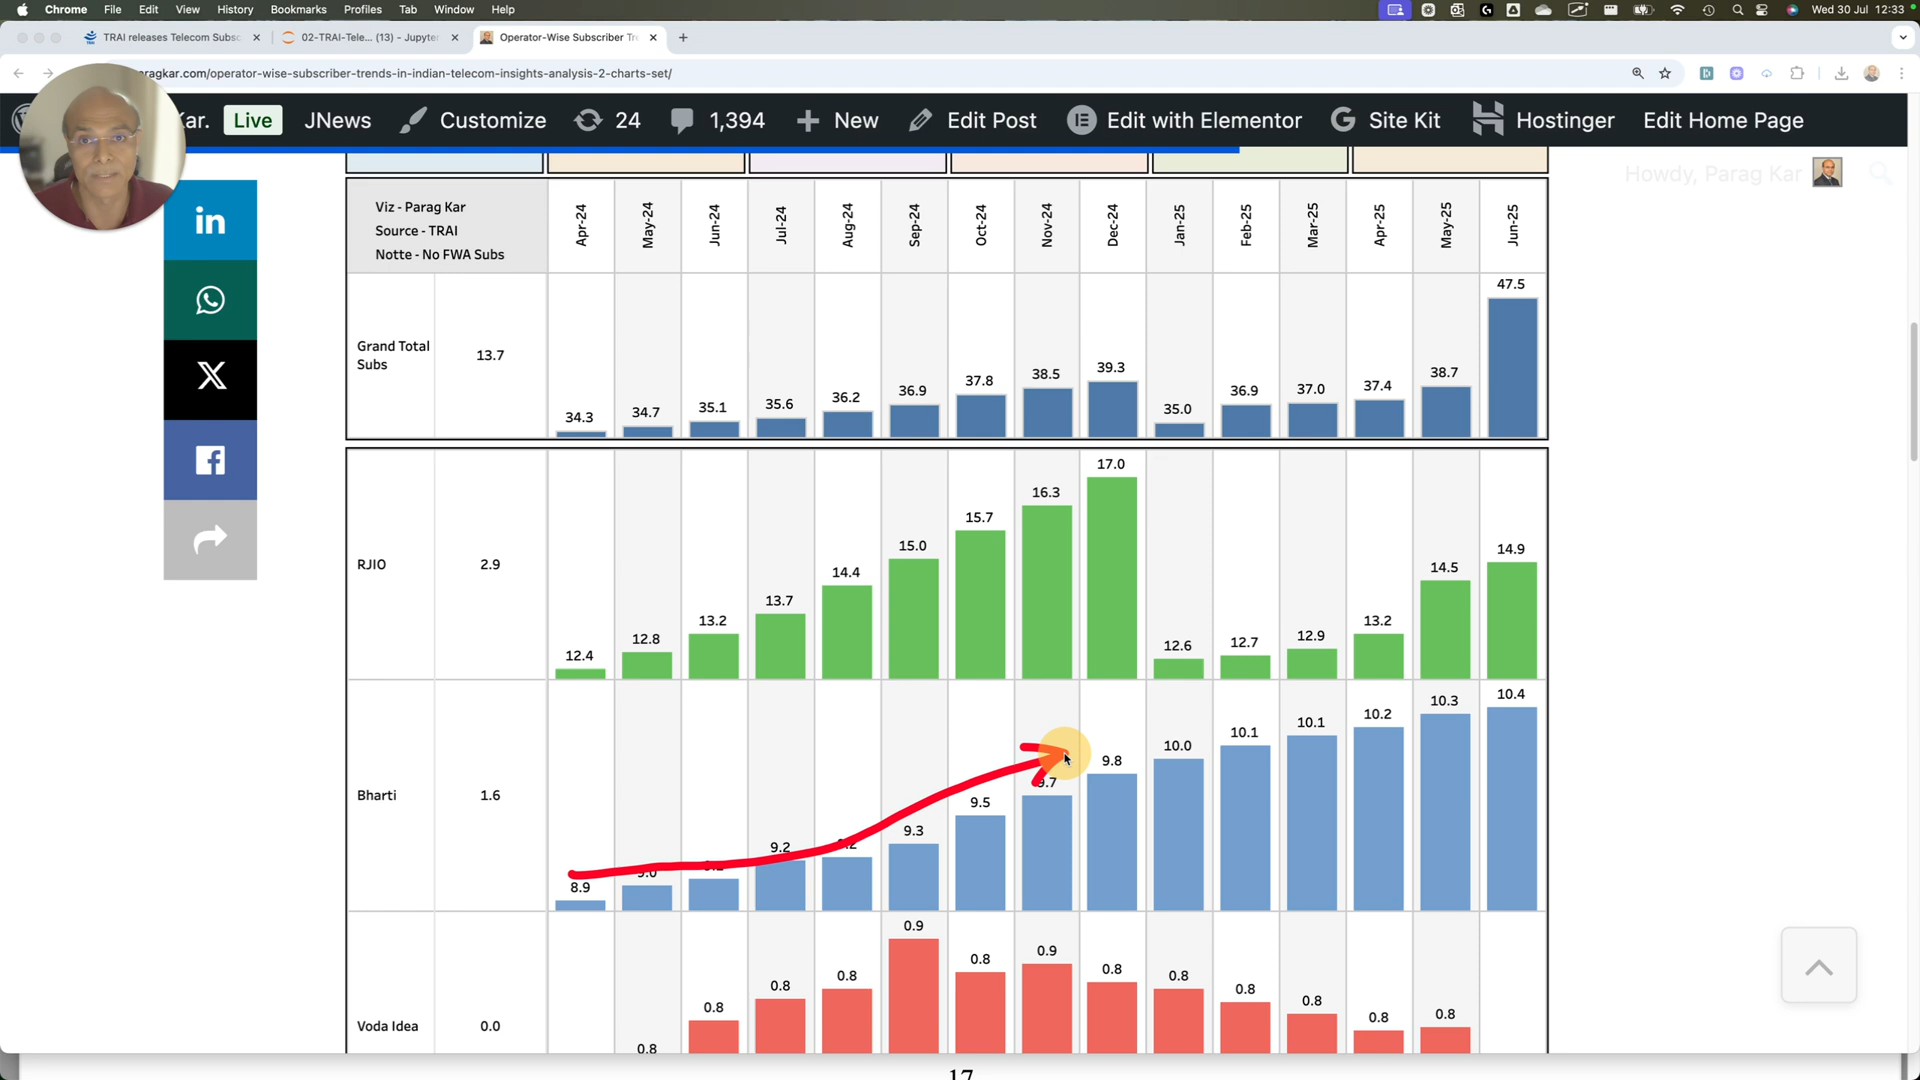 Chrome File Edit View History Bookmarks Profiles Tab Window Help Wed 30 Jul 12:33
TRAI releases Telecom Subsc 02-TRAI-Tele... (13) - Jupyter Operator-Wise Subscriber Tre
ragkar.com/operator-wise-subscriber-trends-in-indian-telecom-insights-analysis-2-charts-set/
Kar. Live JNews Customize 24 1,394 New Edit Post Edit with Elementor Site Kit Hostinger Edit Home Page
Howdy, Parag Kar
Viz - Parag Kar
Source - TRAI
Notte - No FWA Subs
Apr-24 May-24 Jun-24 Jul-24 Aug-24 Sep-24 Oct-24 Nov-24 Dec-24 Jan-25 Feb-25 Mar-25 Apr-25 May-25 Jun-25
Grand Total
Subs
13.7
34.3 34.7 35.1 35.6 36.2 36.9 37.8 38.5 39.3 35.0 36.9 37.0 37.4 38.7 47.5
RJIO 2.9
12.4 12.8 13.2 13.7 14.4 15.0 15.7 16.3 17.0 12.6 12.7 12.9 13.2 14.5 14.9
Bharti 1.6
8.9 9.0 9.2 9.3 9.5 9.7 9.8 10.0 10.1 10.1 10.2 10.3 10.4
Voda Idea 0.0
0.8 0.8 0.8 0.8 0.9 0.8 0.9 0.8 0.8 0.8 0.8 0.8 0.8
17